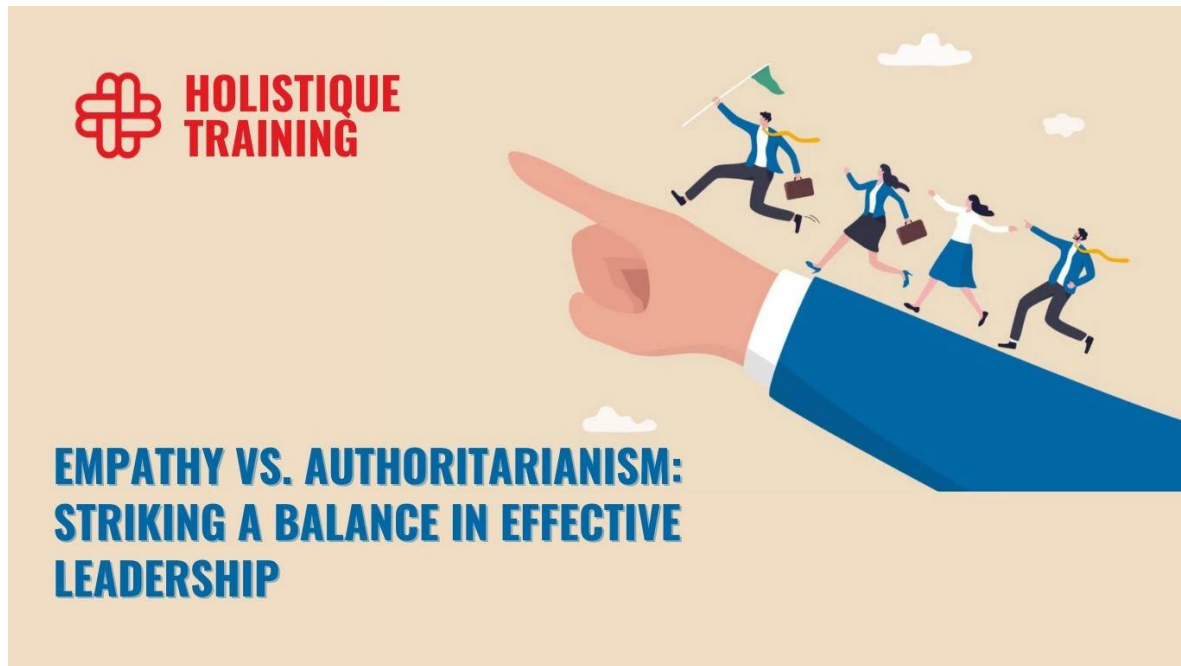 HOLISTIQUE
TRAINING
EMPATHY VS. AUTHORITARIANISM:
STRIKING A BALANCE IN EFFECTIVE
LEADERSHIP